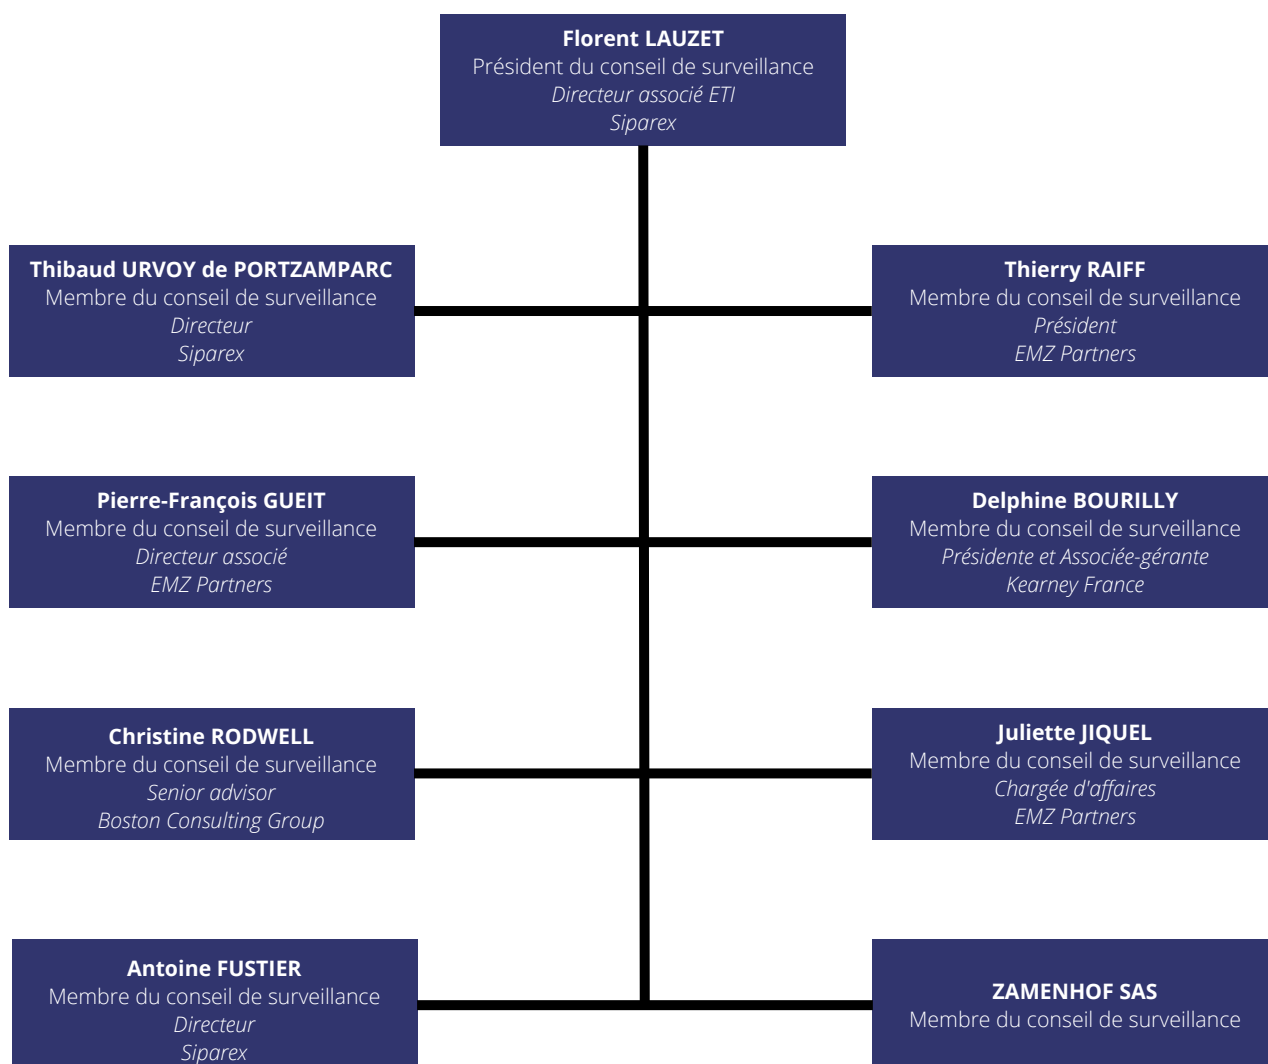 Florent LAUZET
Président du conseil de surveillance
Directeur associé ETI
Siparex
Thibaud URVOY de PORTZAMPARC
Membre du conseil de surveillance
Directeur
Siparex
Thierry RAIFF
Membre du conseil de surveillance
Président
EMZ Partners
Pierre-François GUEIT
Membre du conseil de surveillance
Directeur associé
EMZ Partners
Delphine BOURILLY
Membre du conseil de surveillance
Présidente et Associée-gérante
Kearney France
Christine RODWELL
Membre du conseil de surveillance
Senior advisor
Boston Consulting Group
Juliette JIQUEL
Membre du conseil de surveillance
Chargée d'affaires
EMZ Partners
Antoine FUSTIER
Membre du conseil de surveillance
Directeur
Siparex
ZAMENHOF SAS
Membre du conseil de surveillance